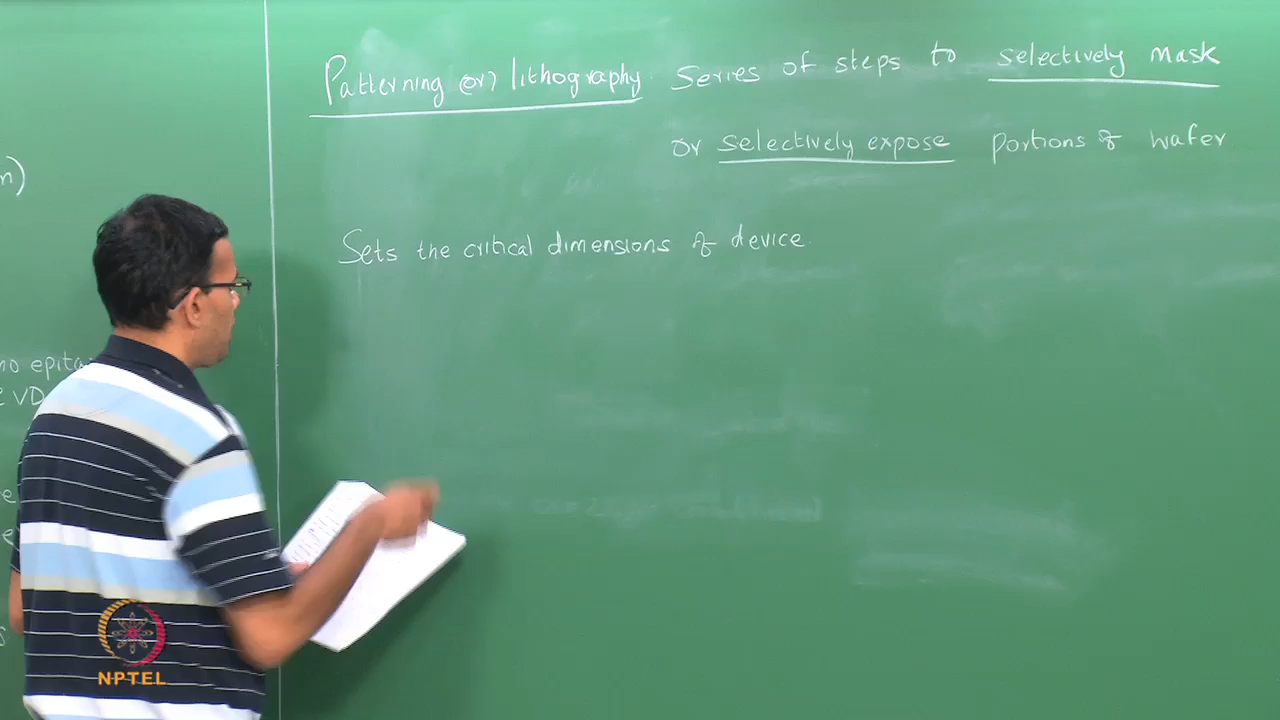 Patterning (or) lithography Series of steps to selectively mask
or selectively expose portions of wafer
Sets the critical dimensions of device.
n)
no epita
VD
NPTEL